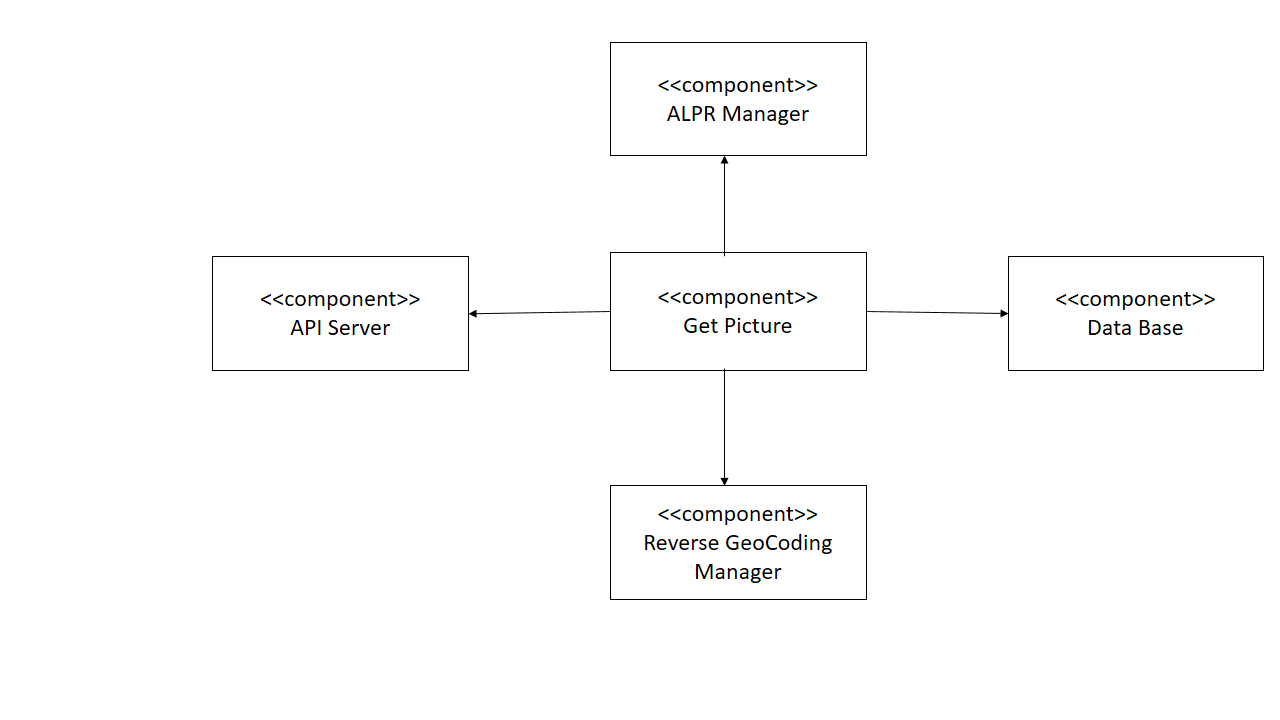 <<component>>
ALPR Manager
<<component>>
API Server
<<component>>
Get Picture
<<component>>
Data Base
<<component>>
Reverse GeoCoding
Manager